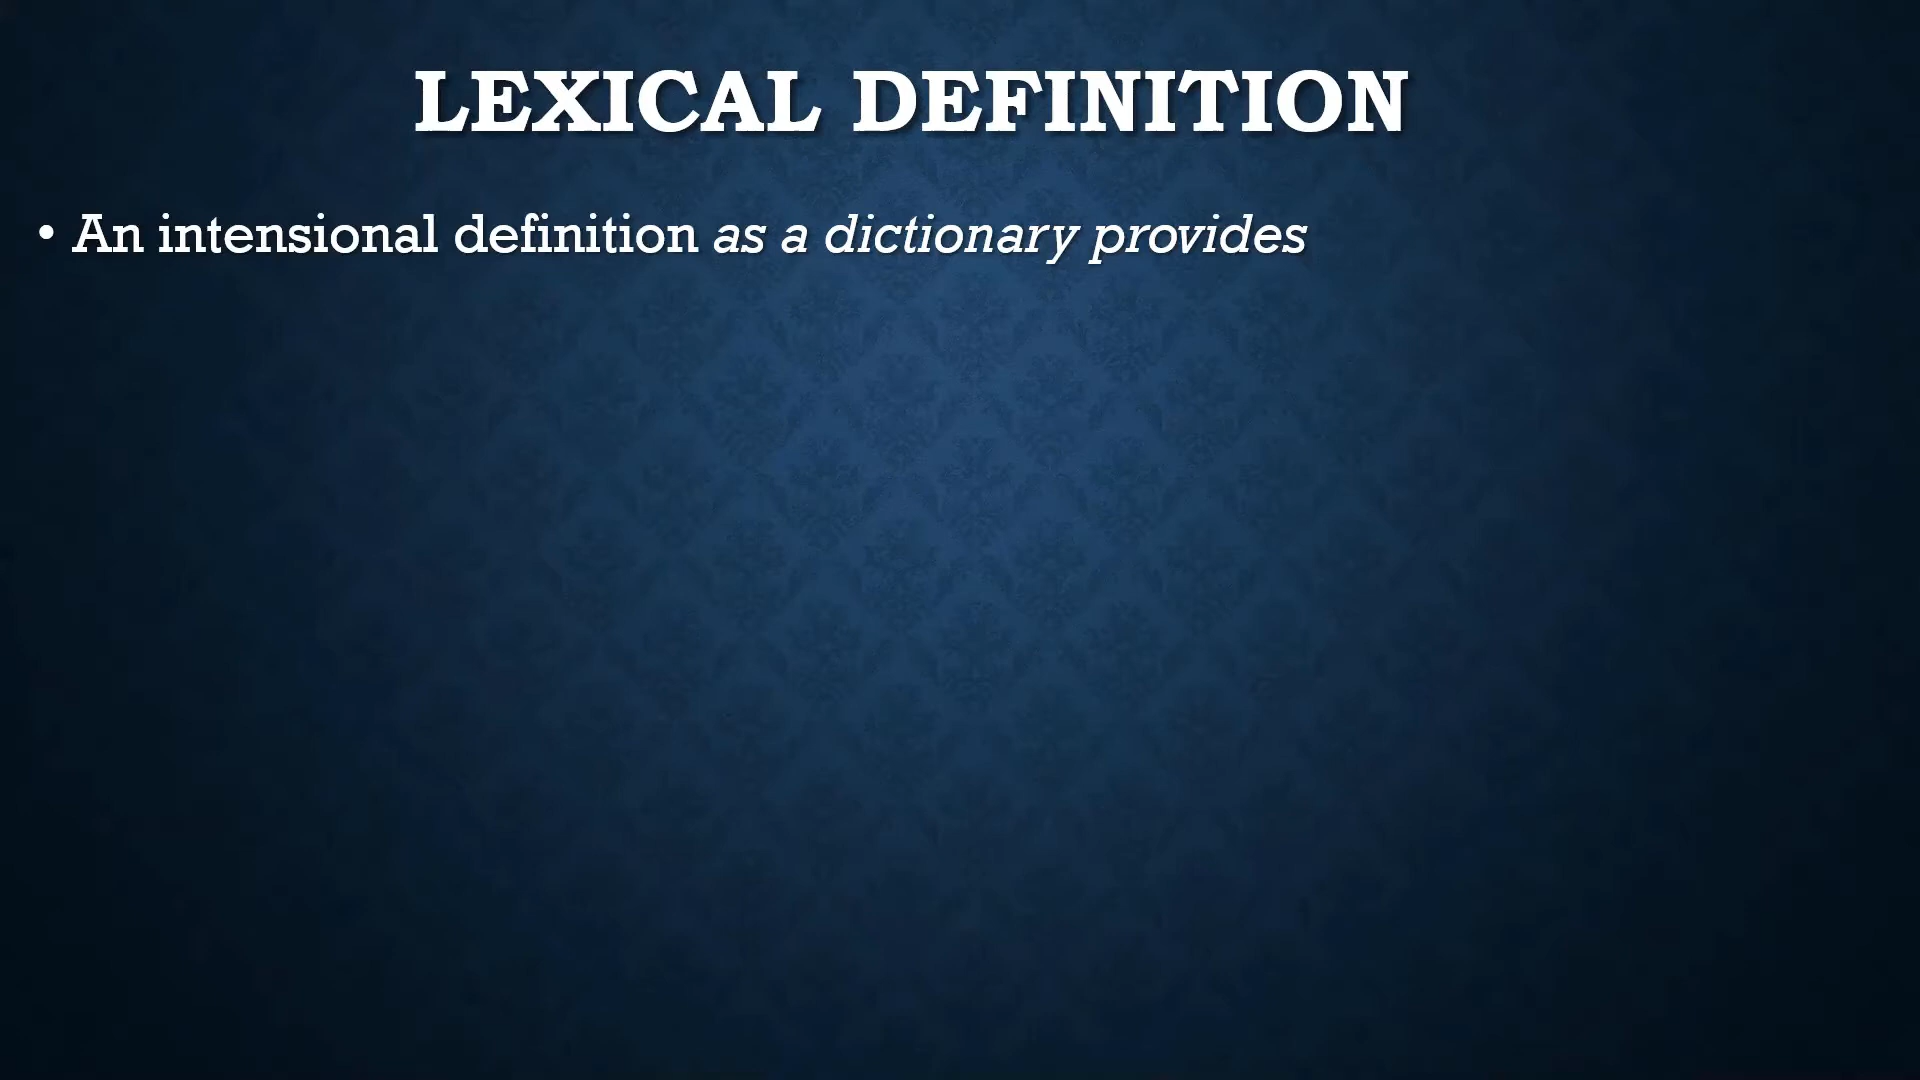 LEXICAL DEFINITION
• An intensional definition as a dictionary provides